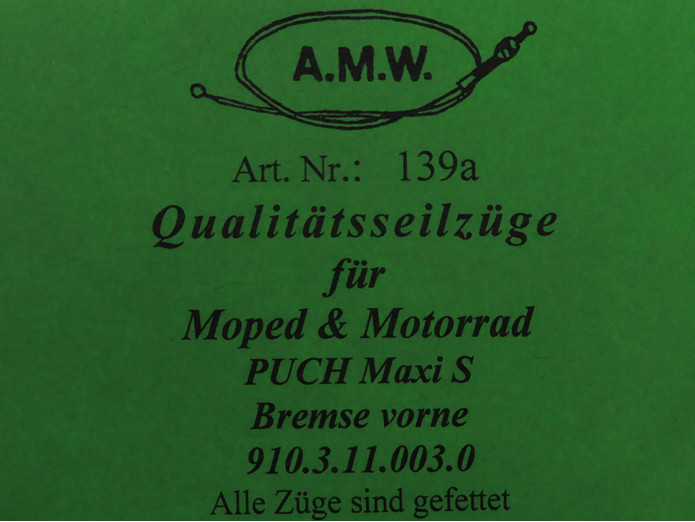 A.M.W.
Art. Nr.: 139a
Qualitätsseilzüge
für
Moped & Motorrad
PUCH Maxi S
Bremse vorne
910.3.11.003.0
Alle Züge sind gefettet